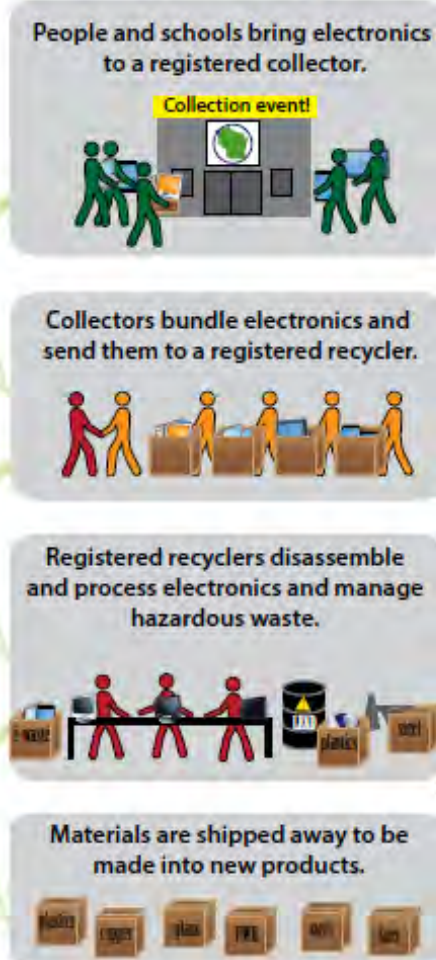 People and schools bring electronics
to a registered collector.
Collection event!
Collectors bundle electronics and
send them to a registered recycler.
Registered recyclers disassemble
and process electronics and manage
hazardous waste.
plastics
steel
Materials are shipped away to be
made into new products.
plastics
copper
glass